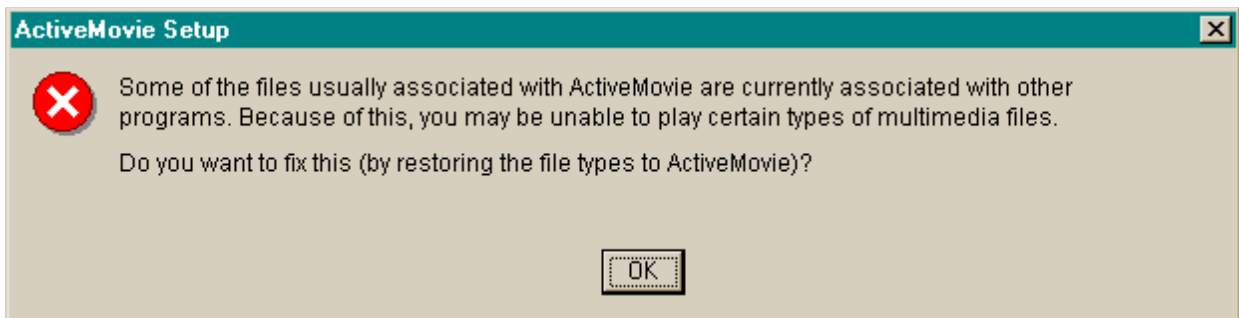 ActiveMovie Setup
Some of the files usually associated with ActiveMovie are currently associated with other
programs. Because of this, you may be unable to play certain types of multimedia files.
Do you want to fix this (by restoring the file types to ActiveMovie)?
OK